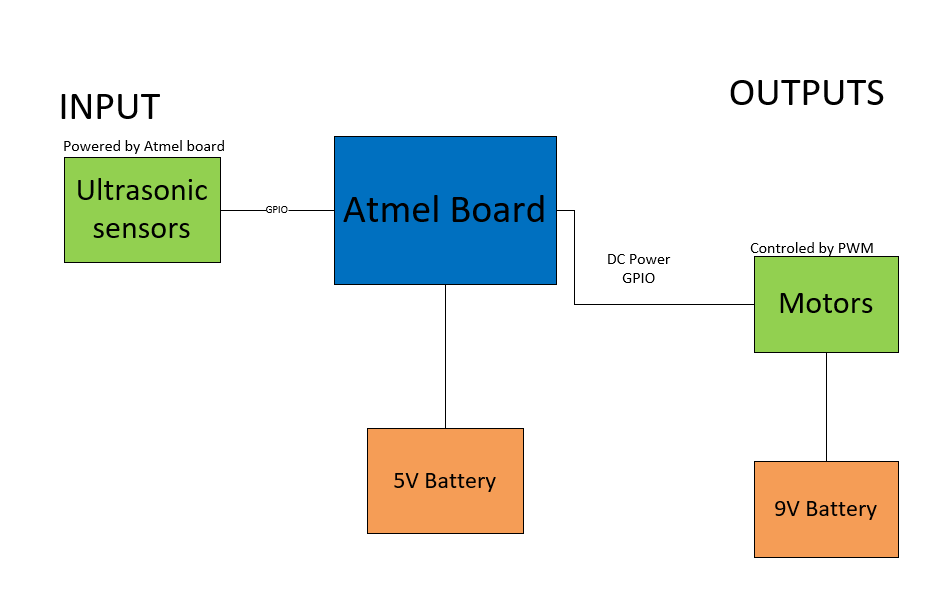 INPUT
OUTPUTS
Powered by Atmel board
Ultrasonic
sensors
GPIO
Atmel Board
DC Power
GPIO
Controled by PWM
Motors
5V Battery
9V Battery